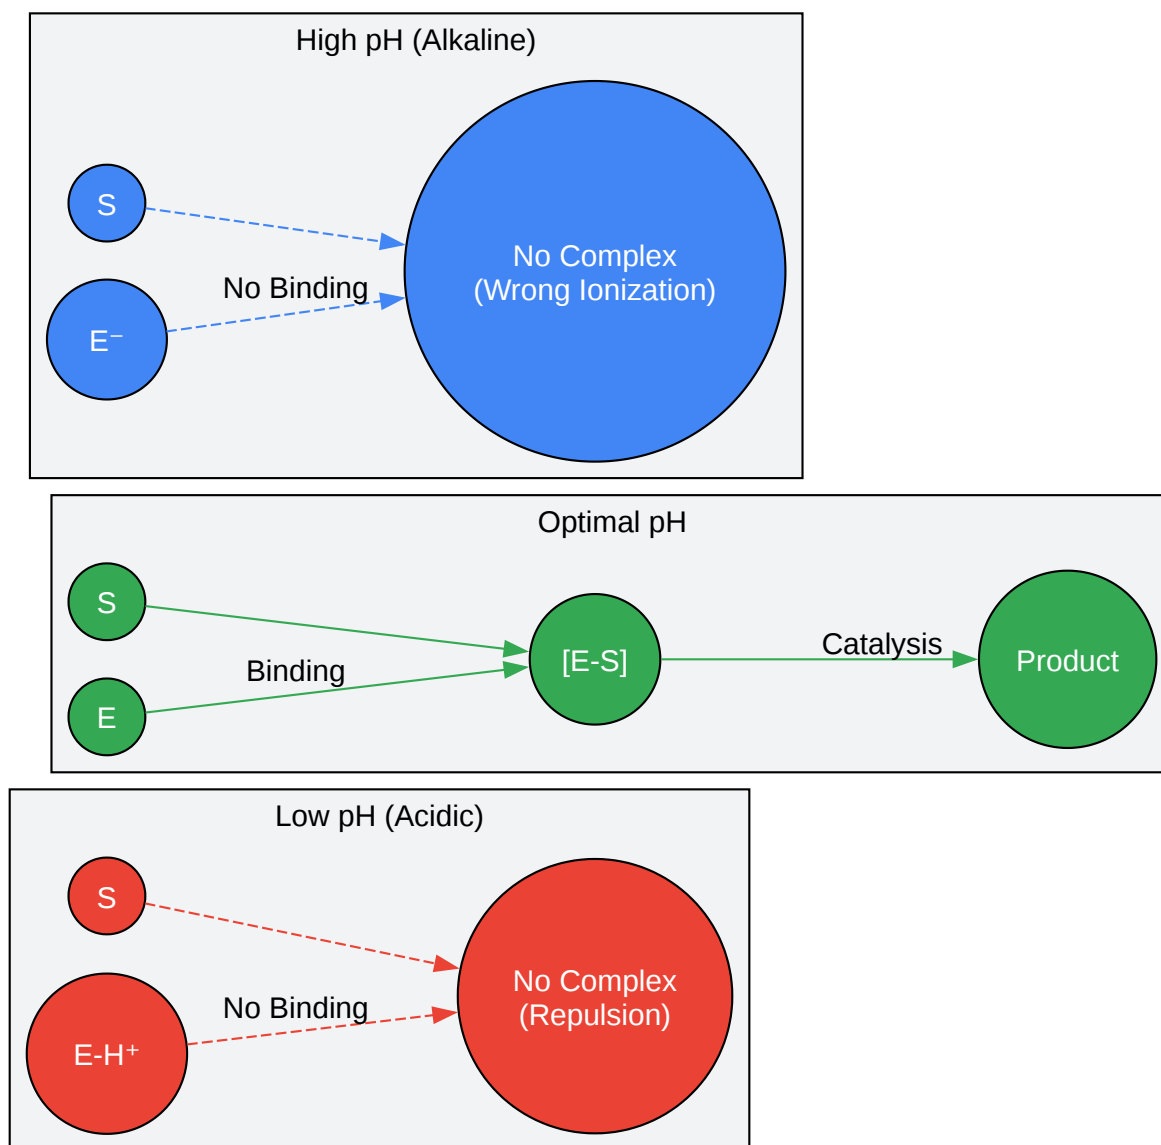 High pH (Alkaline)
S
No Binding
E⁻
No Complex
(Wrong Ionization)
Optimal pH
S
Binding
E
[E-S]
Catalysis
Product
Low pH (Acidic)
S
No Binding
E-H⁺
No Complex
(Repulsion)